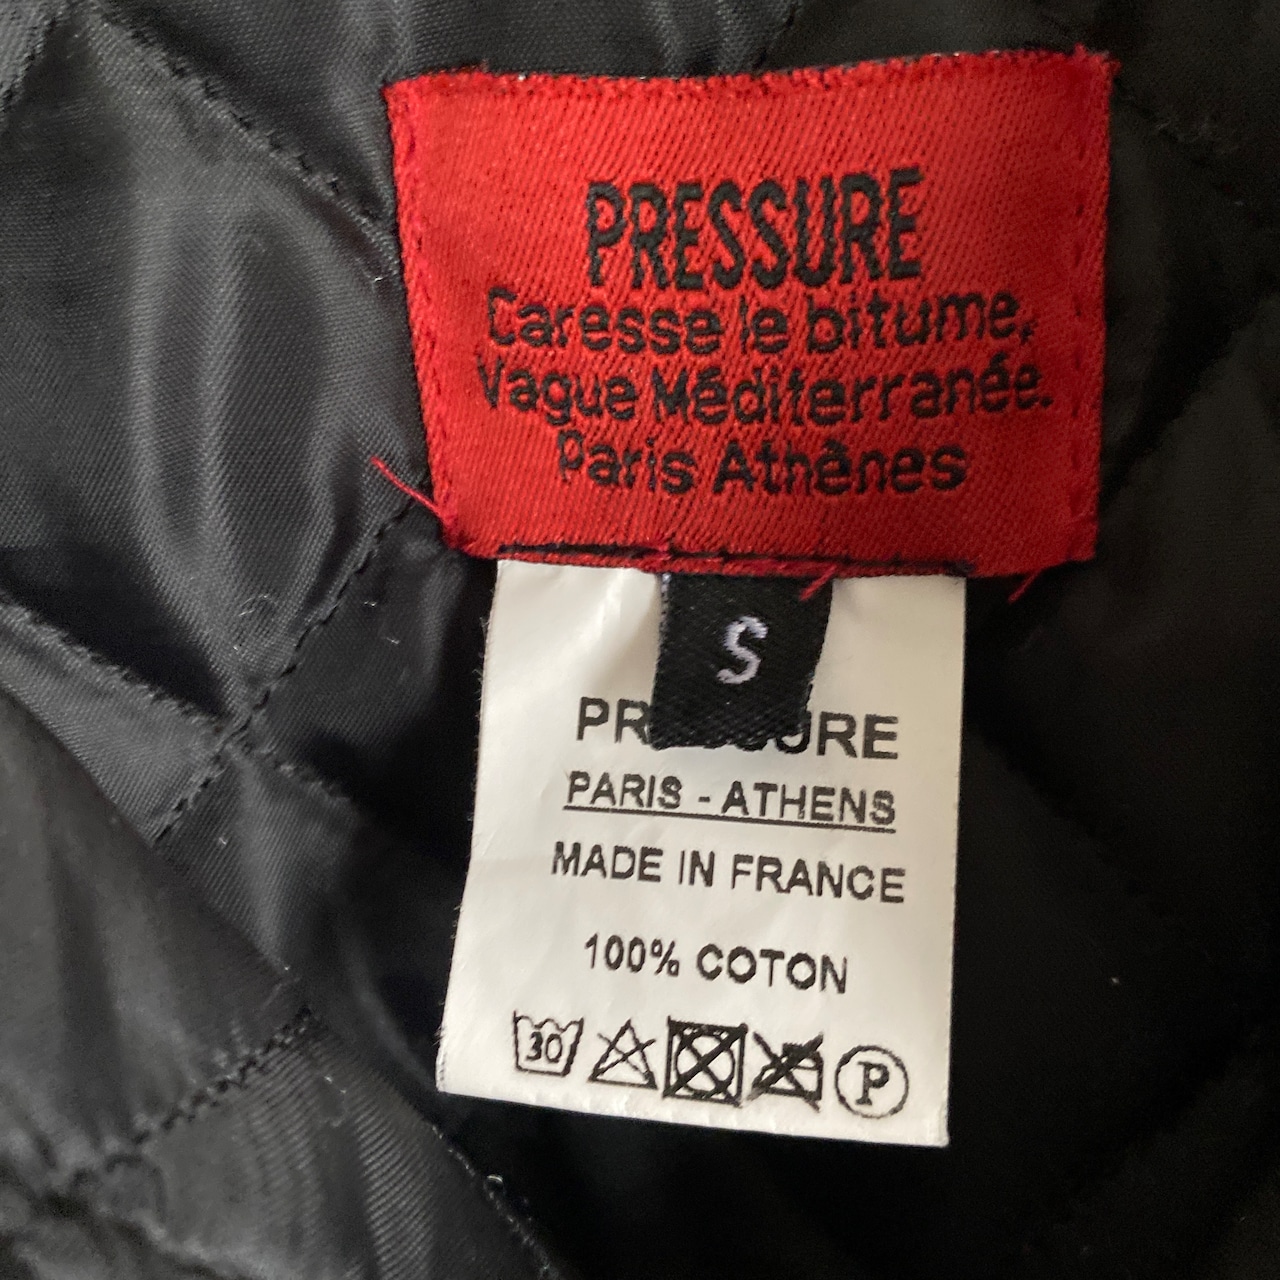 PRESSURE
Caresse le bitume,
Vague Méditerranée.
Paris Athènes
S
PRESSURE
PARIS - ATHENS
MADE IN FRANCE
100% COTON
30 P